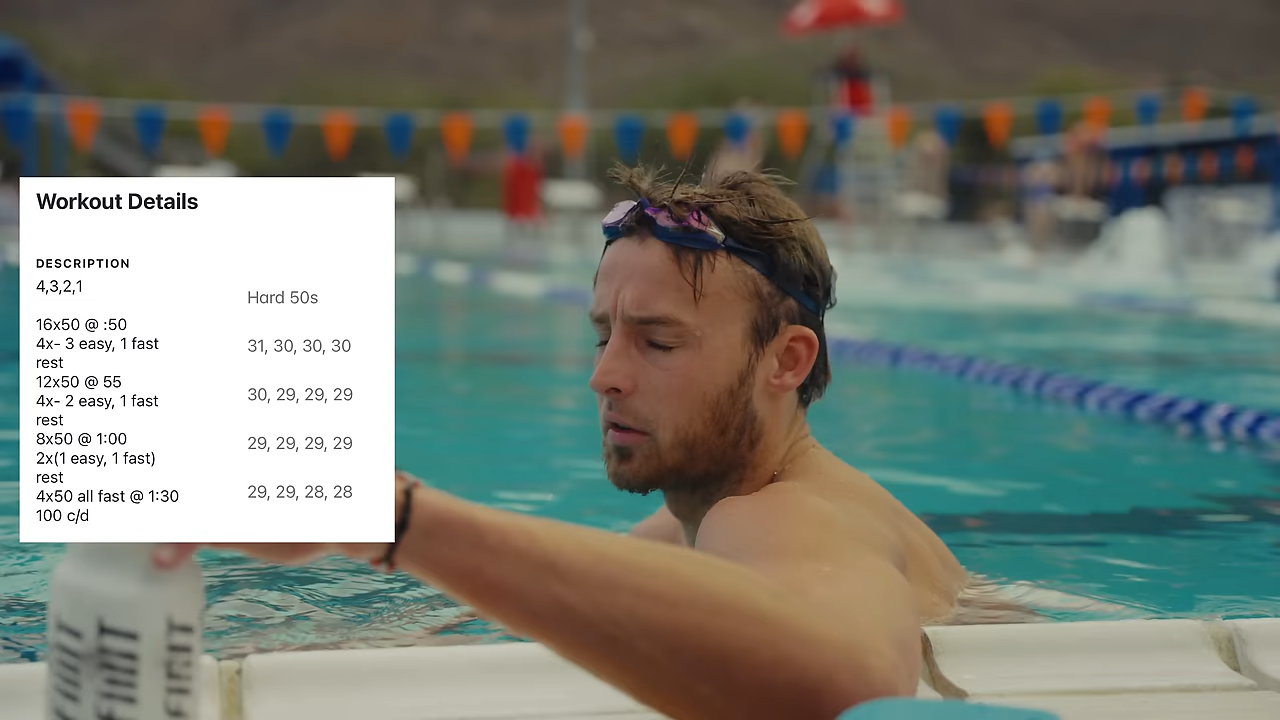 Workout Details
DESCRIPTION
4,3,2,1
16x50 @ :50
4x- 3 easy, 1 fast
rest
12x50 @ 55
4x- 2 easy, 1 fast
rest
8x50 @ 1:00
2x(1 easy, 1 fast)
rest
4x50 all fast @ 1:30
100 c/d
Hard 50s
31, 30, 30, 30
30, 29, 29, 29
29, 29, 29, 29
29, 29, 28, 28